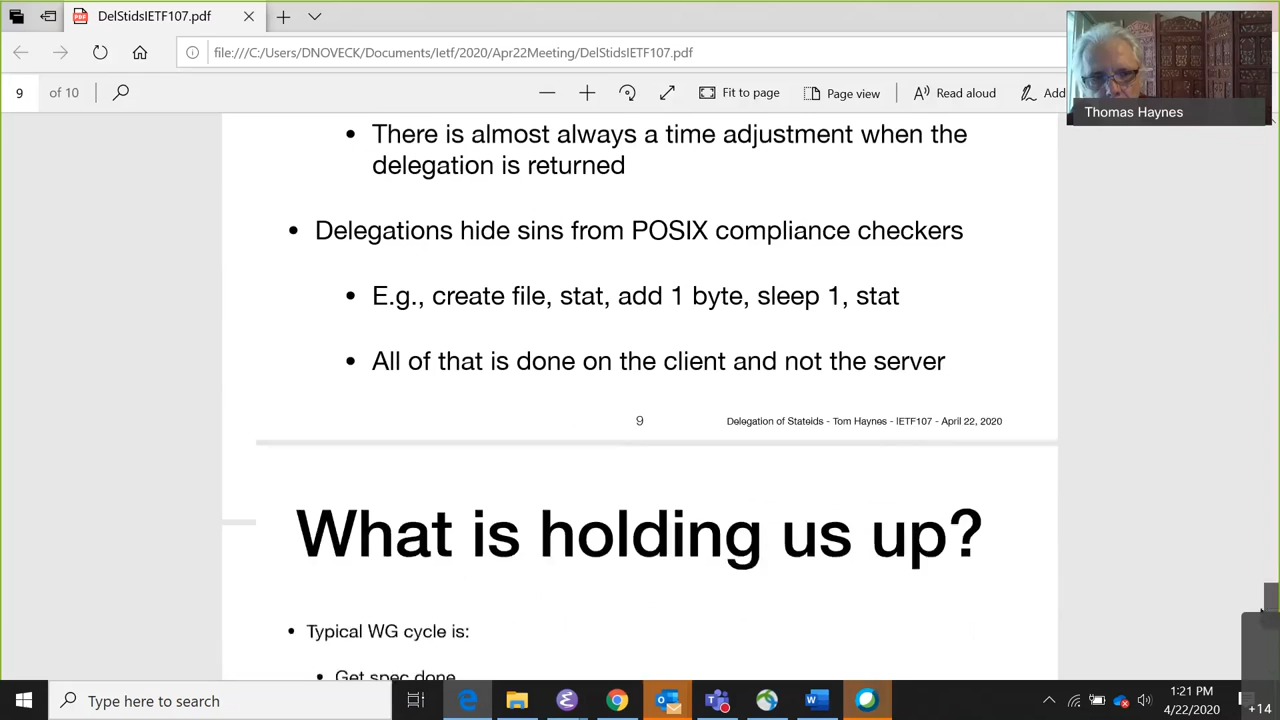 DelStidsIETF107.pdf
file:///C:/Users/DNOVECK/Documents/Ietf/2020/Apr22Meeting/DelStidsIETF107.pdf
9 of 10
Fit to page
Page view
Read aloud
Add
Thomas Haynes
• There is almost always a time adjustment when the
delegation is returned
• Delegations hide sins from POSIX compliance checkers
• E.g., create file, stat, add 1 byte, sleep 1, stat
• All of that is done on the client and not the server
9
Delegation of Stateids - Tom Haynes - IETF107 - April 22, 2020
What is holding us up?
• Typical WG cycle is:
• Get spec done
Type here to search
1:21 PM
4/22/2020
+14